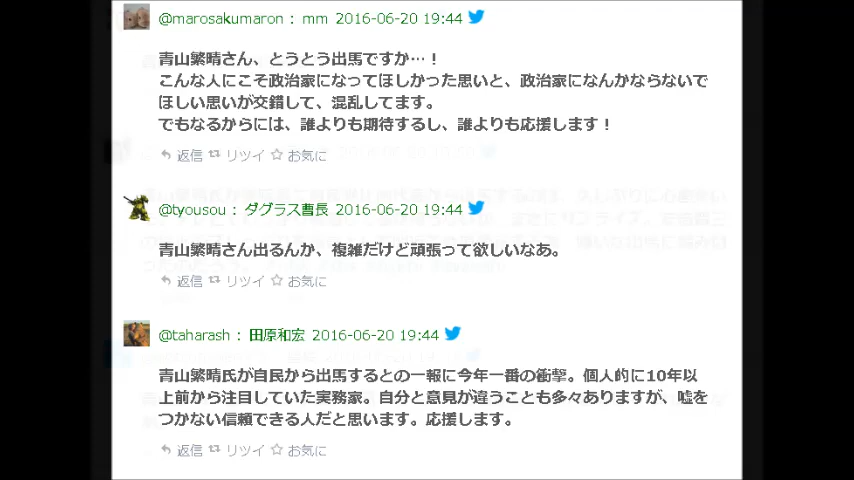 @marosakumaron : mm 2016-06-20 19:44
青山繁晴さん、とうとう出馬ですか…！
こんな人にこそ政治家になってほしかった思いと、政治家になんかならないで
ほしい思いが交錯して、混乱してます。
でもなるからには、誰よりも期待するし、誰よりも応援します！
返信 リツイ お気に
@tyousou : ダグラス曹長 2016-06-20 19:44
青山繁晴さん出るんか、複雑だけど頑張って欲しいなあ。
返信 リツイ お気に
@taharash : 田原和宏 2016-06-20 19:44
青山繁晴氏が自民から出馬するとの一報に今年一番の衝撃。個人的に10年以
上前から注目していた実務家。自分と意見が違うことも多々ありますが、嘘を
つかない信頼できる人だと思います。応援します。
返信 リツイ お気に